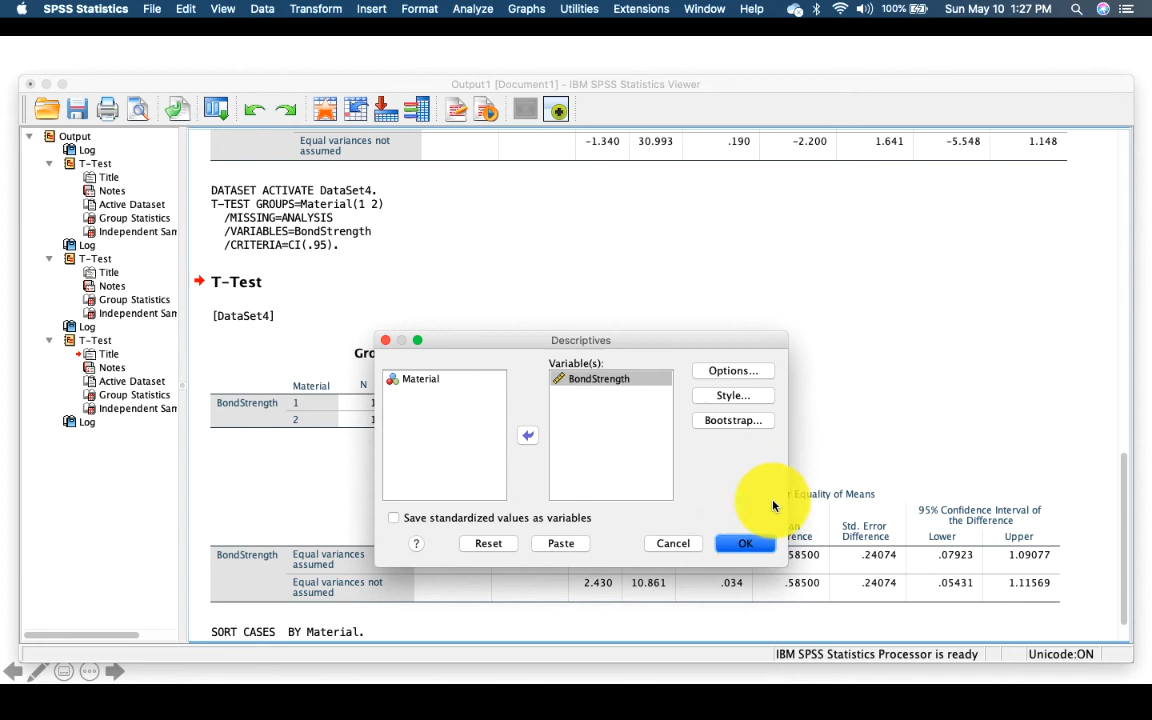 SPSS Statistics File Edit View Data Transform Insert Format Analyze Graphs Utilities Extensions Window Help 100% Sun May 10 1:27 PM
Output1 [Document1] - IBM SPSS Statistics Viewer
Output
Log
T-Test
Title
Notes
Active Dataset
Group Statistics
Independent Sam
Log
T-Test
Title
Notes
Group Statistics
Independent Sam
Log
T-Test
Title
Notes
Active Dataset
Group Statistics
Independent Sam
Log
Equal variances not assumed -1.340 30.993 .190 -2.200 1.641 -5.548 1.148
DATASET ACTIVATE DataSet4.
T-TEST GROUPS=Material(1 2)
/MISSING=ANALYSIS
/VARIABLES=BondStrength
/CRITERIA=CI(.95).
T-Test
[DataSet4]
Material N
BondStrength 1
2
Descriptives
Variable(s):
Material
BondStrength
Options...
Style...
Bootstrap...
Save standardized values as variables
? Reset Paste Cancel OK
Equality of Means
95% Confidence Interval of the Difference
Std. Error Difference Lower Upper
BondStrength Equal variances assumed .58500 .24074 .07923 1.09077
Equal variances not assumed 2.430 10.861 .034 .58500 .24074 .05431 1.11569
SORT CASES BY Material.
IBM SPSS Statistics Processor is ready Unicode:ON